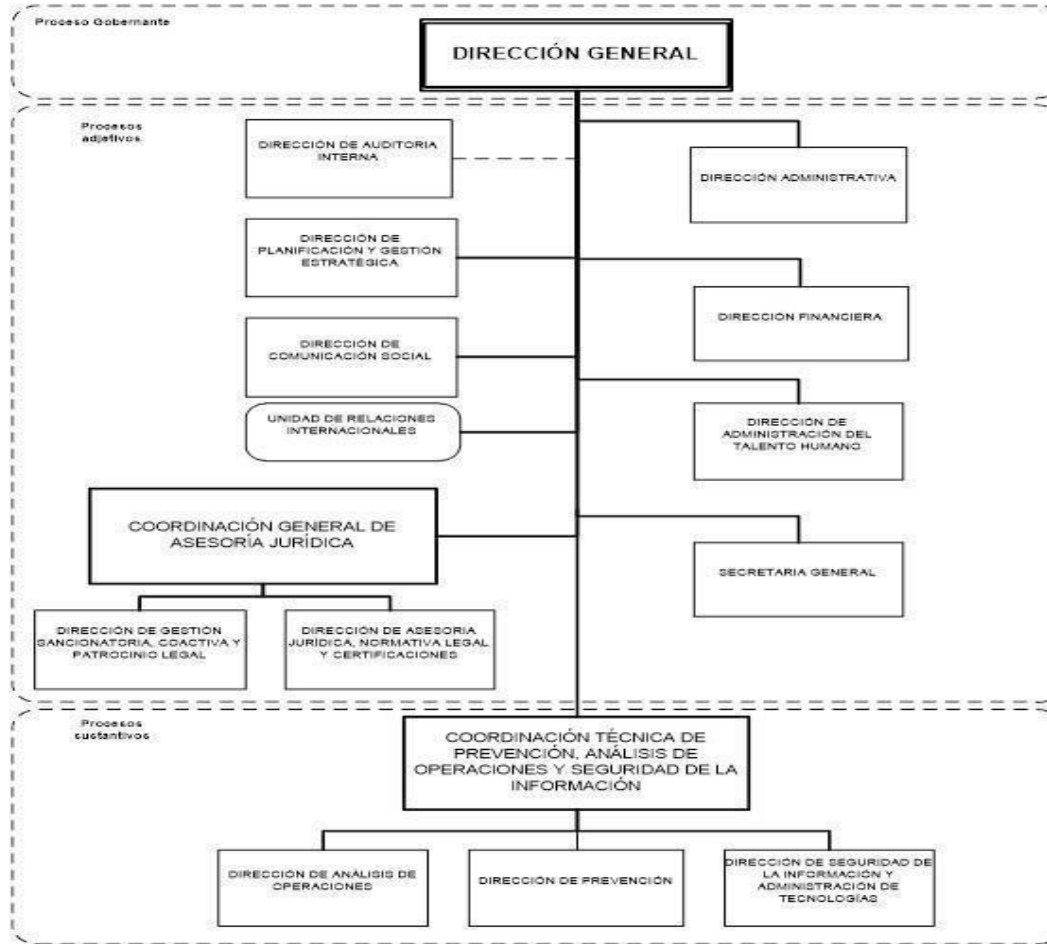 Proceso Gobernante
DIRECCIÓN GENERAL
Procesos
adjetivos
DIRECCIÓN DE AUDITORIA
INTERNA
DIRECCIÓN ADMINISTRATIVA
DIRECCIÓN DE
PLANIFICACIÓN Y GESTIÓN
ESTRATÉGICA
DIRECCIÓN FINANCIERA
DIRECCIÓN DE
COMUNICACIÓN SOCIAL
UNIDAD DE RELACIONES
INTERNACIONALES
DIRECCIÓN DE
ADMINISTRACIÓN DEL
TALENTO HUMANO
COORDINACIÓN GENERAL DE
ASESORÍA JURÍDICA
SECRETARIA GENERAL
DIRECCIÓN DE GESTIÓN
SANCIONATORIA, COACTIVA Y
PATROCINIO LEGAL
DIRECCIÓN DE ASESORIA
JURÍDICA, NORMATIVA LEGAL
Y CERTIFICACIONES
Procesos
sustantivos
COORDINACIÓN TÉCNICA DE
PREVENCIÓN, ANÁLISIS DE
OPERACIONES Y SEGURIDAD DE LA
INFORMACIÓN
DIRECCIÓN DE ANÁLISIS DE
OPERACIONES
DIRECCIÓN DE PREVENCIÓN
DIRECCIÓN DE SEGURIDAD DE
LA INFORMACIÓN Y
ADMINISTRACIÓN DE
TECNOLOGÍAS